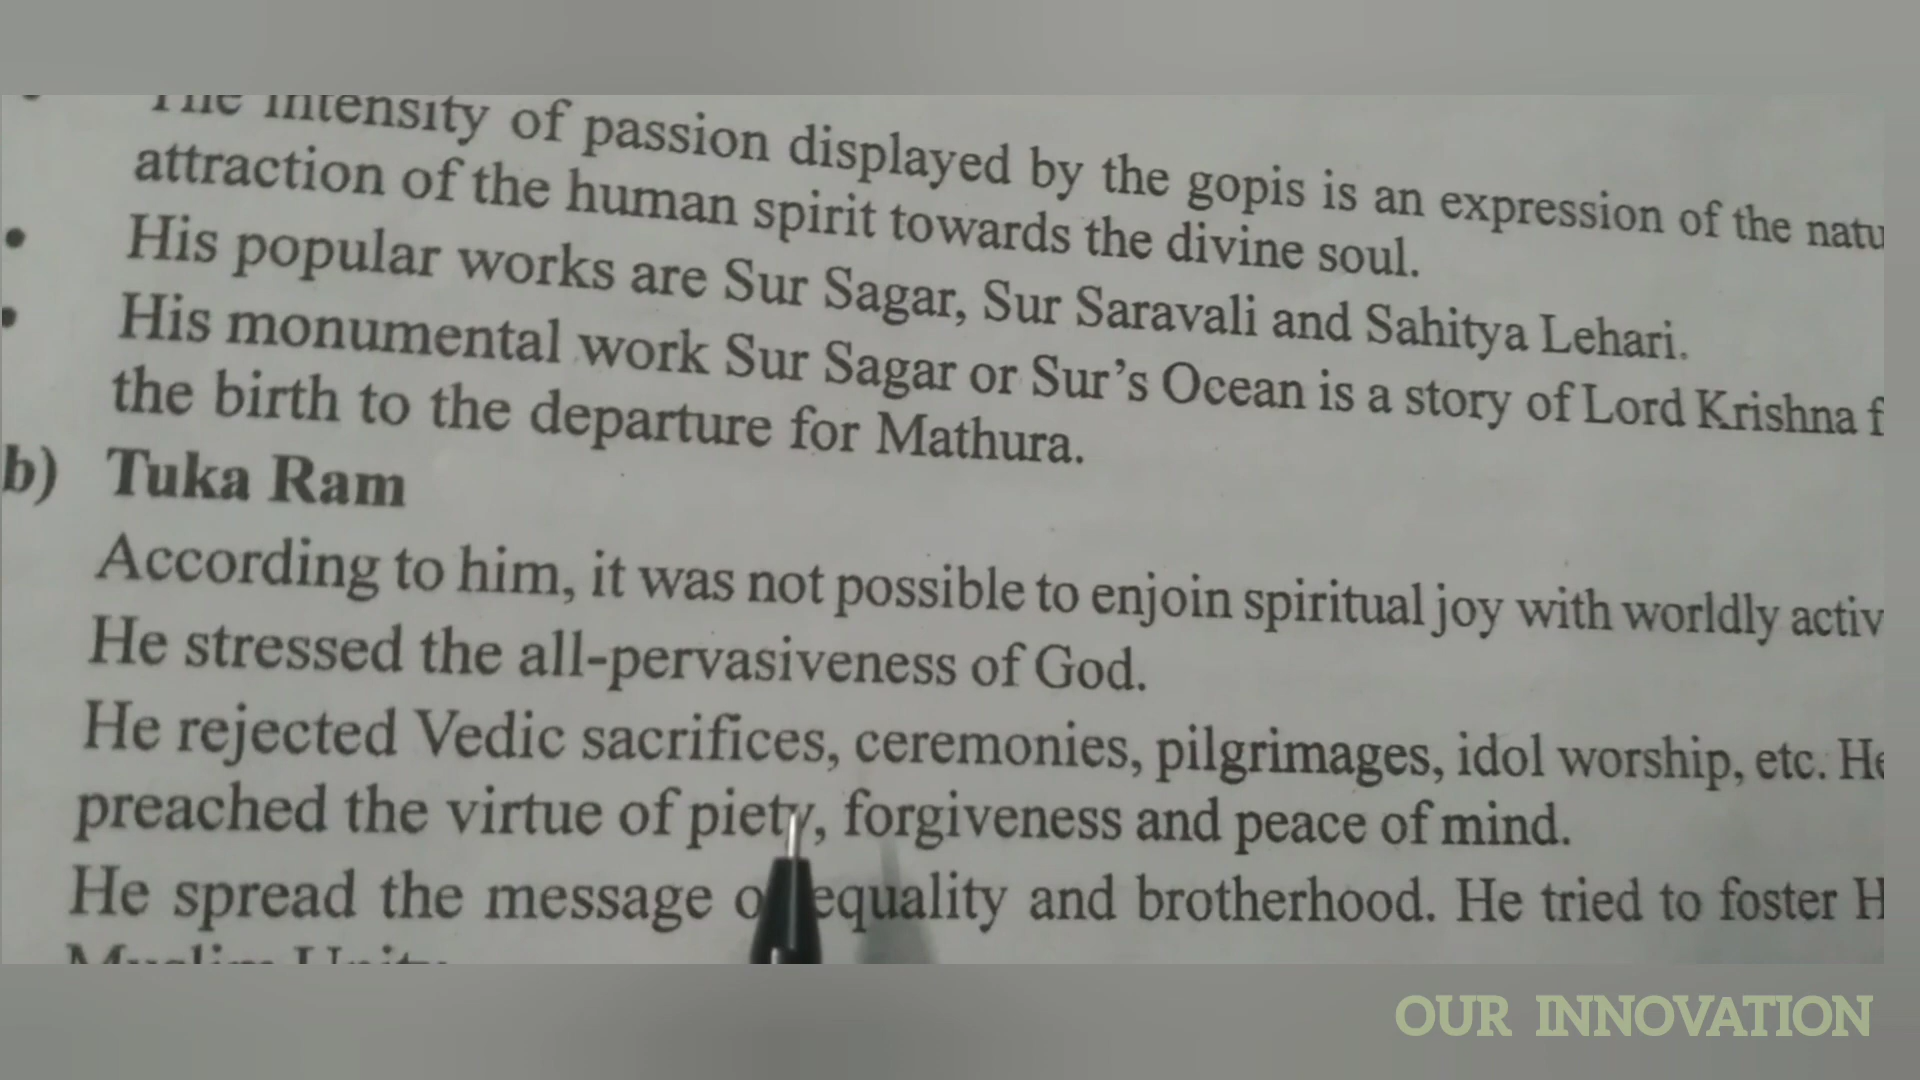 The intensity of passion displayed by the gopis is an expression of the natu
attraction of the human spirit towards the divine soul.
• His popular works are Sur Sagar, Sur Saravali and Sahitya Lehari.
• His monumental work Sur Sagar or Sur's Ocean is a story of Lord Krishna f
the birth to the departure for Mathura.
b) Tuka Ram
According to him, it was not possible to enjoin spiritual joy with worldly activ
He stressed the all-pervasiveness of God.
He rejected Vedic sacrifices, ceremonies, pilgrimages, idol worship, etc. He
preached the virtue of piety, forgiveness and peace of mind.
He spread the message of equality and brotherhood. He tried to foster H
Muslim Unity
OUR INNOVATION